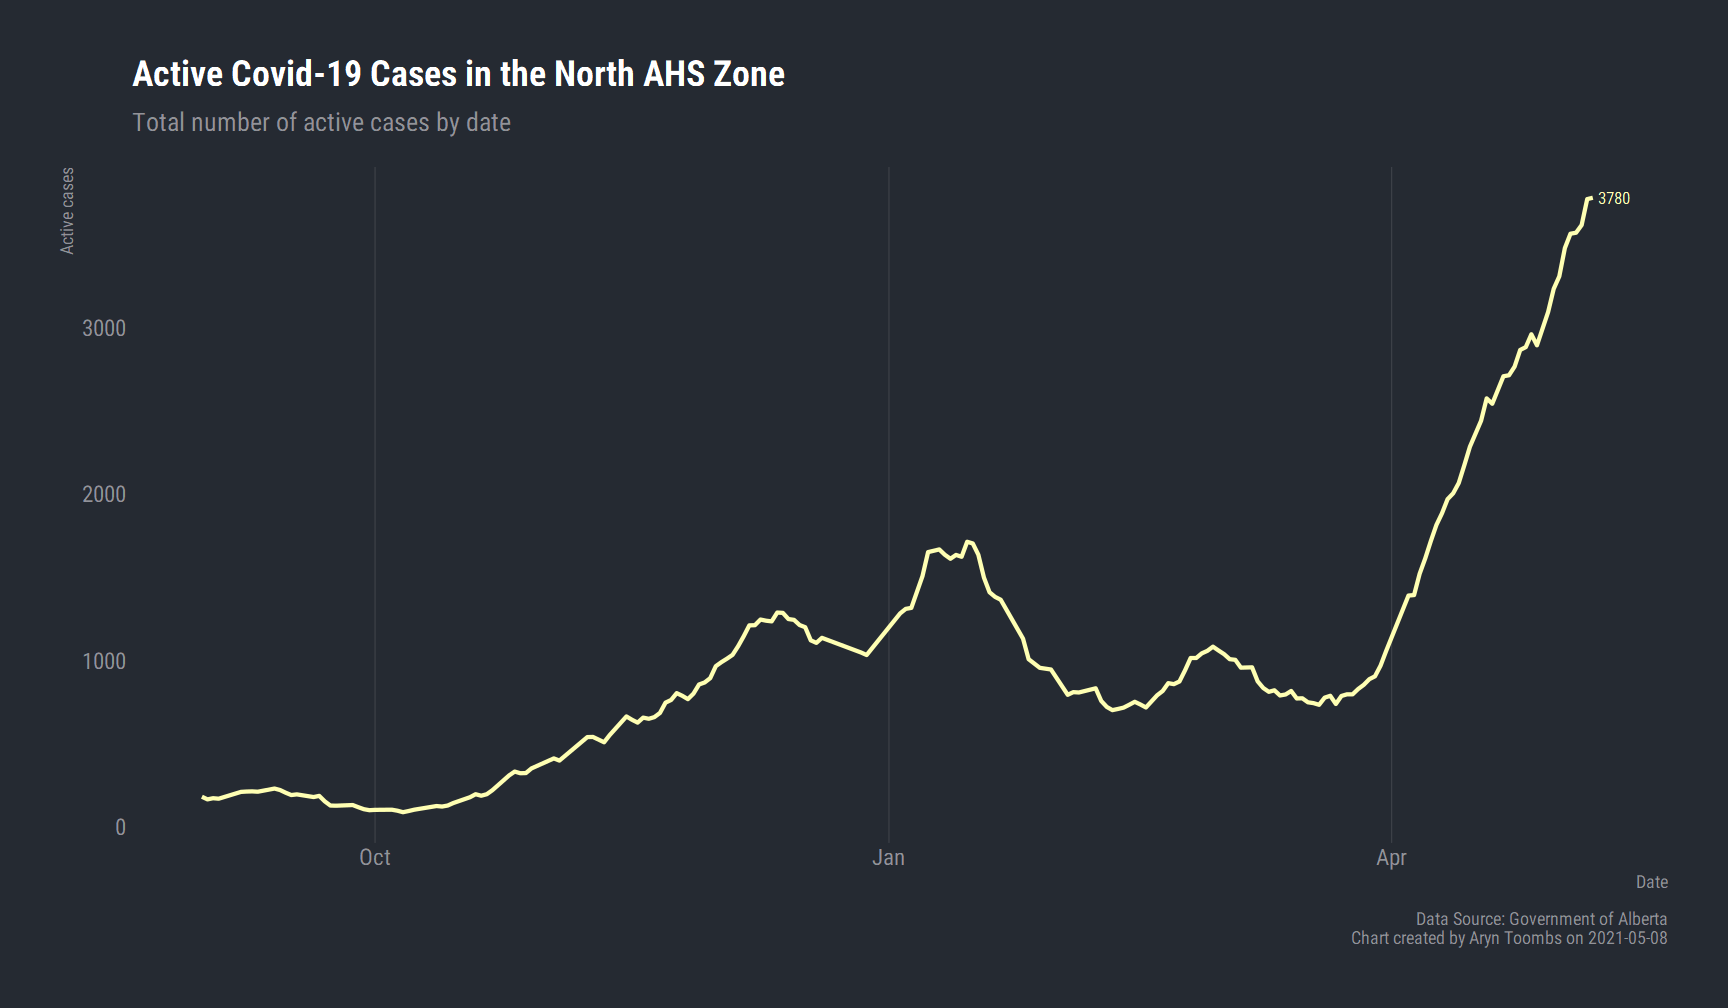 Active Covid-19 Cases in the North AHS Zone
Total number of active cases by date
Active cases
3780
3000
2000
1000
0
Oct
Jan
Apr
Date
Data Source: Government of Alberta
Chart created by Aryn Toombs on 2021-05-08